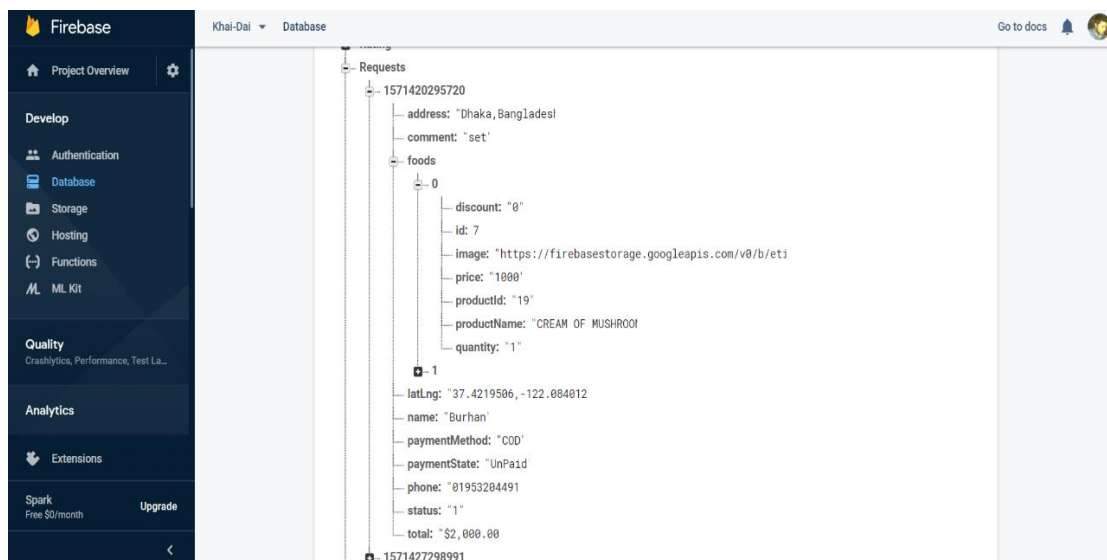 Firebase
Khai-Dai
Database
Go to docs
Project Overview
Requests
1571420295720
address: "Dhaka,Bangladesh
comment: "set'
foods
0
discount: "0"
id: 7
image: "https://firebasestorage.googleapis.com/v0/b/eti
price: "1000'
productId: "19"
productName: "CREAM OF MUSHROOM
quantity: "1"
1
latLng: "37.4219506,-122.084012
name: "Burhan'
paymentMethod: "COD'
paymentState: "UnPaid
phone: "01953204491
status: "1"
total: "$2,000.00
1571427298991
Develop
Authentication
Database
Storage
Hosting
Functions
ML Kit
Quality
Crashlytics, Performance, Test La...
Analytics
Extensions
Spark
Free $0/month
Upgrade